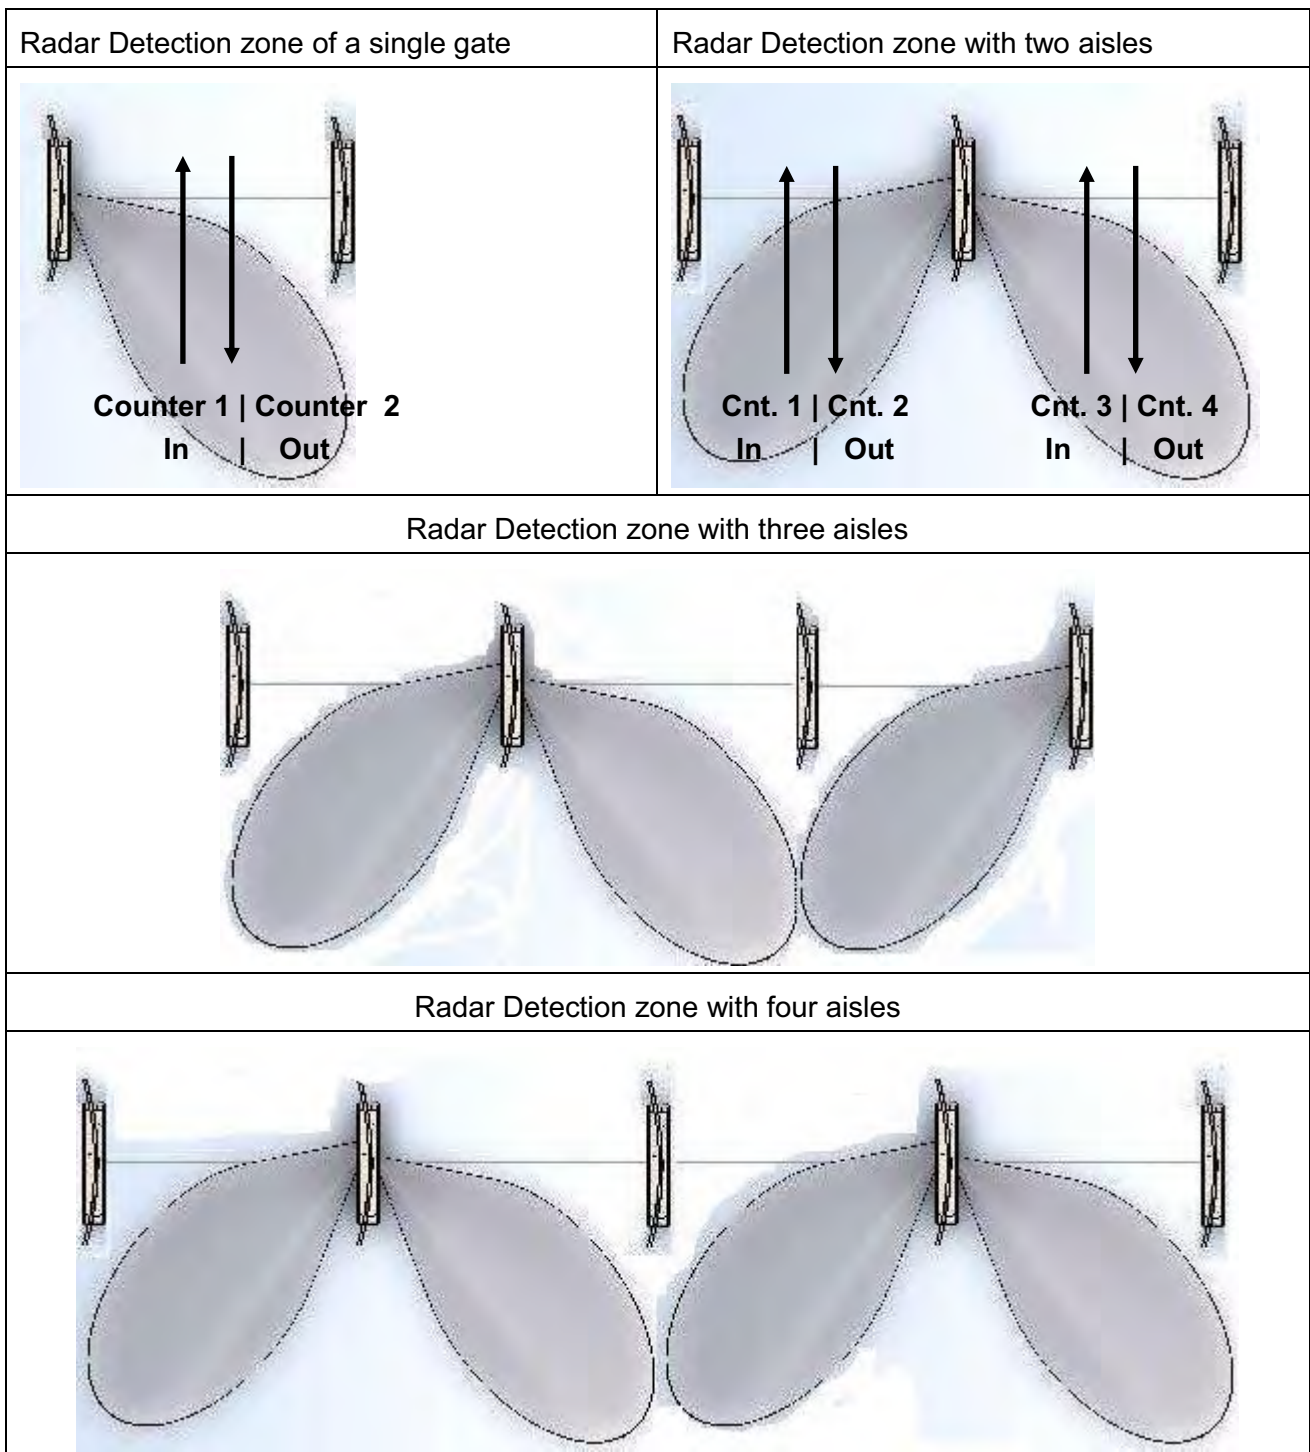 Radar Detection zone of a single gate
Radar Detection zone with two aisles
Counter 1 | Counter 2
In | Out
Cnt. 1 | Cnt. 2
In | Out
Cnt. 3 | Cnt. 4
In | Out
Radar Detection zone with three aisles
Radar Detection zone with four aisles